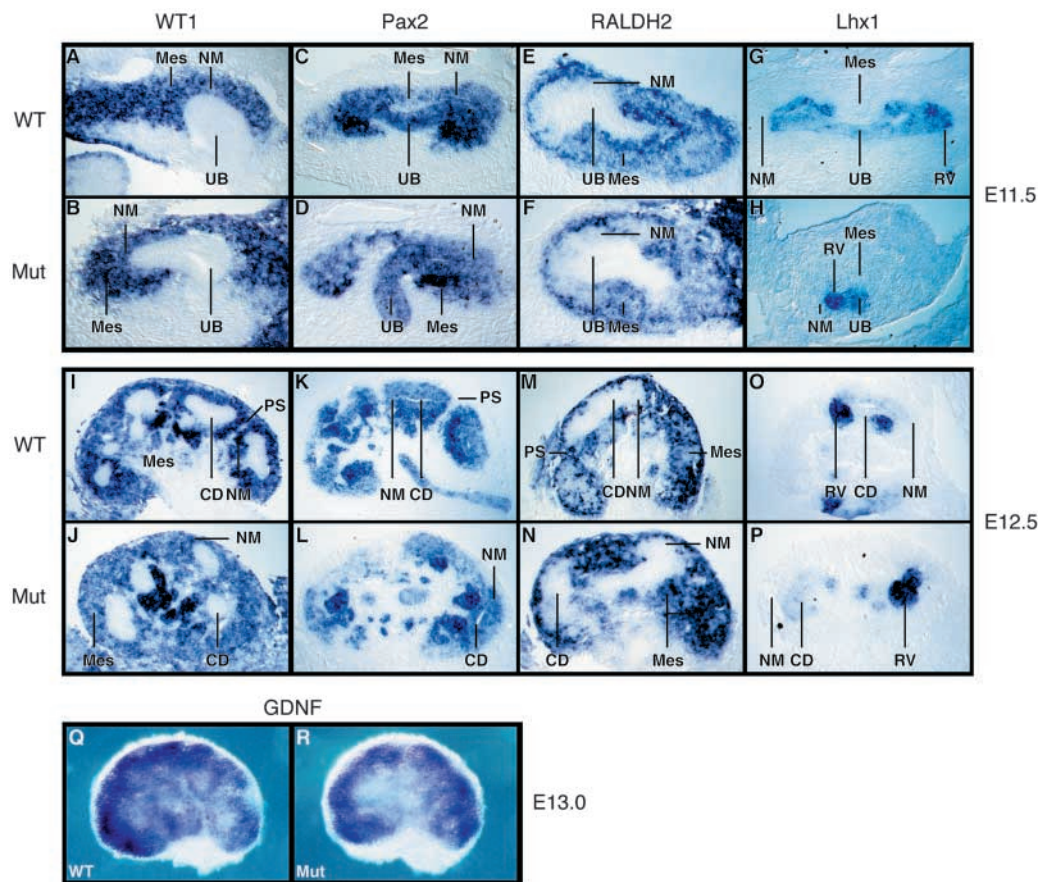 WT1 Pax2 RALDH2 Lhx1
A Mes NM UB
C Mes NM UB
E NM UB Mes
G Mes NM UB RV
WT
B NM Mes UB
D NM UB Mes
F NM UB Mes
H Mes RV NM UB
Mut
E11.5
I PS Mes CD NM
K PS NM CD
M PS Mes CDNM
O RV CD NM
WT
J NM Mes CD
L NM CD
N NM CD Mes
P NM CD RV
Mut
E12.5
GDNF
Q WT
R Mut
E13.0